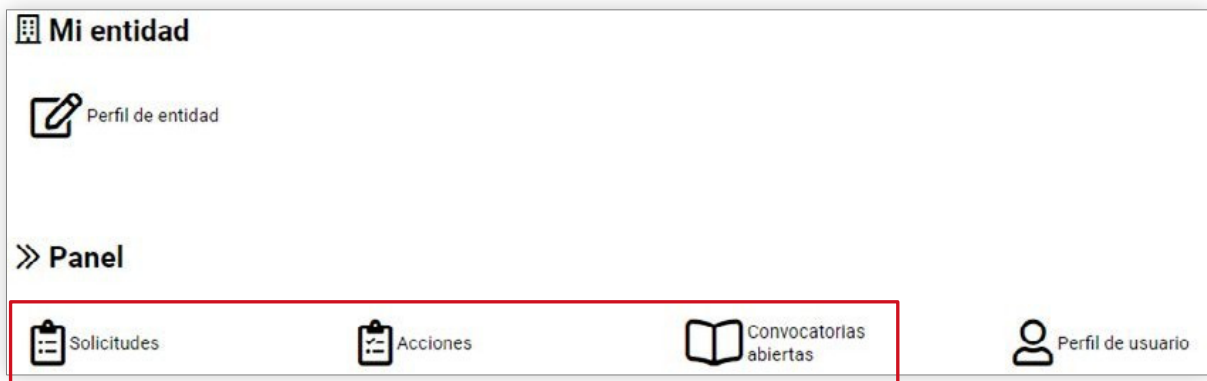 Mi entidad
Perfil de entidad
Panel
Solicitudes
Acciones
Convocatorias
abiertas
Perfil de usuario